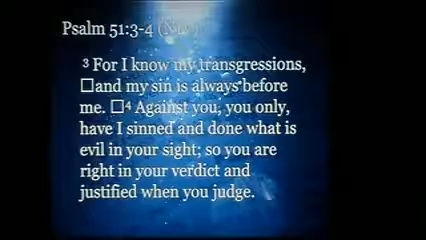 Psalm 51:3-4 (NIV)
3 For I know my transgressions,
□and my sin is always before
me. □4 Against you, you only,
have I sinned and done what is
evil in your sight; so you are
right in your verdict and
justified when you judge.